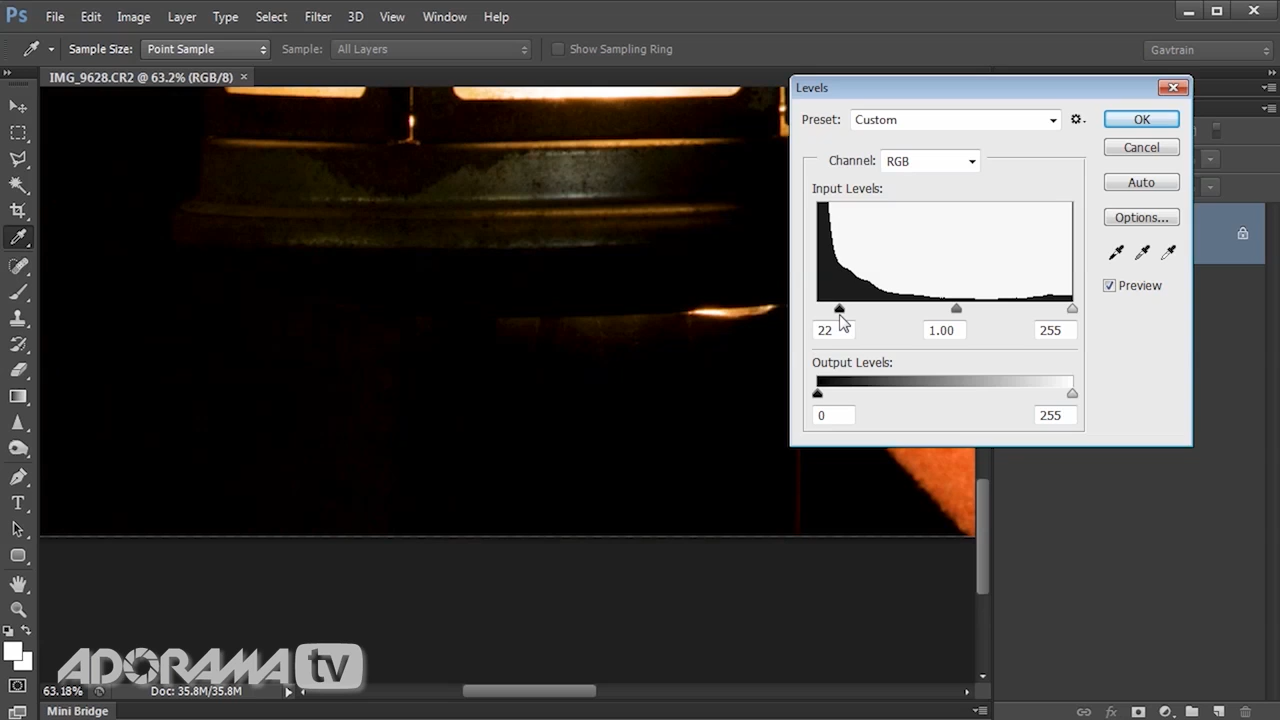 Ps File Edit Image Layer Type Select Filter 3D View Window Help
Sample Size: Point Sample Sample: All Layers Show Sampling Ring Gavtrain
IMG_9628.CR2 @ 63.2% (RGB/8) ×
Levels
Preset: Custom OK
Channel: RGB Cancel
Input Levels: Auto
Options...
Preview
22 1.00 255
Output Levels:
0 255
T
ADORAMA tv
63.18% Doc: 35.8M/35.8M
Mini Bridge
fx